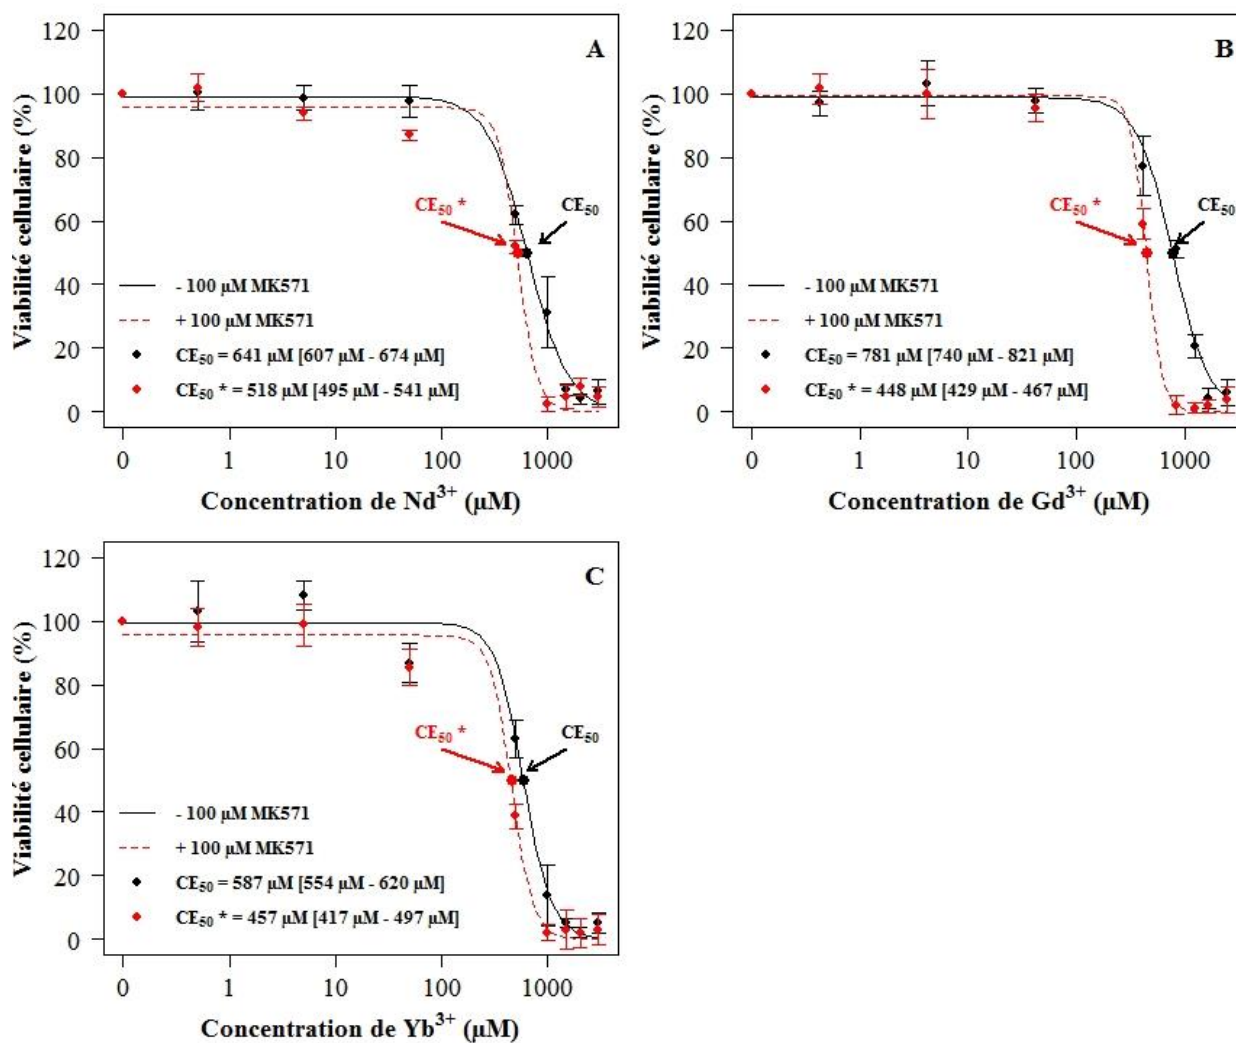 A
Viabilité cellulaire (%)
120
100
80
60
40
20
0
CE50 *
CE50
- 100 µM MK571
+ 100 µM MK571
CE50 = 641 µM [607 µM - 674 µM]
CE50 * = 518 µM [495 µM - 541 µM]
0 1 10 100 1000
Concentration de Nd3+ (µM)
B
Viabilité cellulaire (%)
120
100
80
60
40
20
0
CE50 *
CE50
- 100 µM MK571
+ 100 µM MK571
CE50 = 781 µM [740 µM - 821 µM]
CE50 * = 448 µM [429 µM - 467 µM]
0 1 10 100 1000
Concentration de Gd3+ (µM)
C
Viabilité cellulaire (%)
120
100
80
60
40
20
0
CE50 *
CE50
- 100 µM MK571
+ 100 µM MK571
CE50 = 587 µM [554 µM - 620 µM]
CE50 * = 457 µM [417 µM - 497 µM]
0 1 10 100 1000
Concentration de Yb3+ (µM)